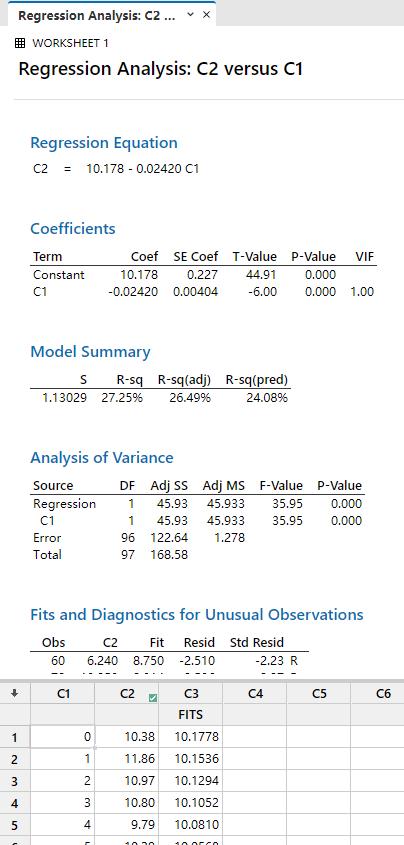 Regression Analysis: C2 ...
WORKSHEET 1
Regression Analysis: C2 versus C1
Regression Equation
C2 = 10.178 - 0.02420 C1
Coefficients
Term Coef SE Coef T-Value P-Value VIF
Constant 10.178 0.227 44.91 0.000
C1 -0.02420 0.00404 -6.00 0.000 1.00
Model Summary
S R-sq R-sq(adj) R-sq(pred)
1.13029 27.25% 26.49% 24.08%
Analysis of Variance
Source DF Adj SS Adj MS F-Value P-Value
Regression 1 45.93 45.933 35.95 0.000
C1 1 45.93 45.933 35.95 0.000
Error 96 122.64 1.278
Total 97 168.58
Fits and Diagnostics for Unusual Observations
Obs C2 Fit Resid Std Resid
60 6.240 8.750 -2.510 -2.23 R
C1 C2 C3 C4 C5 C6
FITS
1 0 10.38 10.1778
2 1 11.86 10.1536
3 2 10.97 10.1294
4 3 10.80 10.1052
5 4 9.79 10.0810